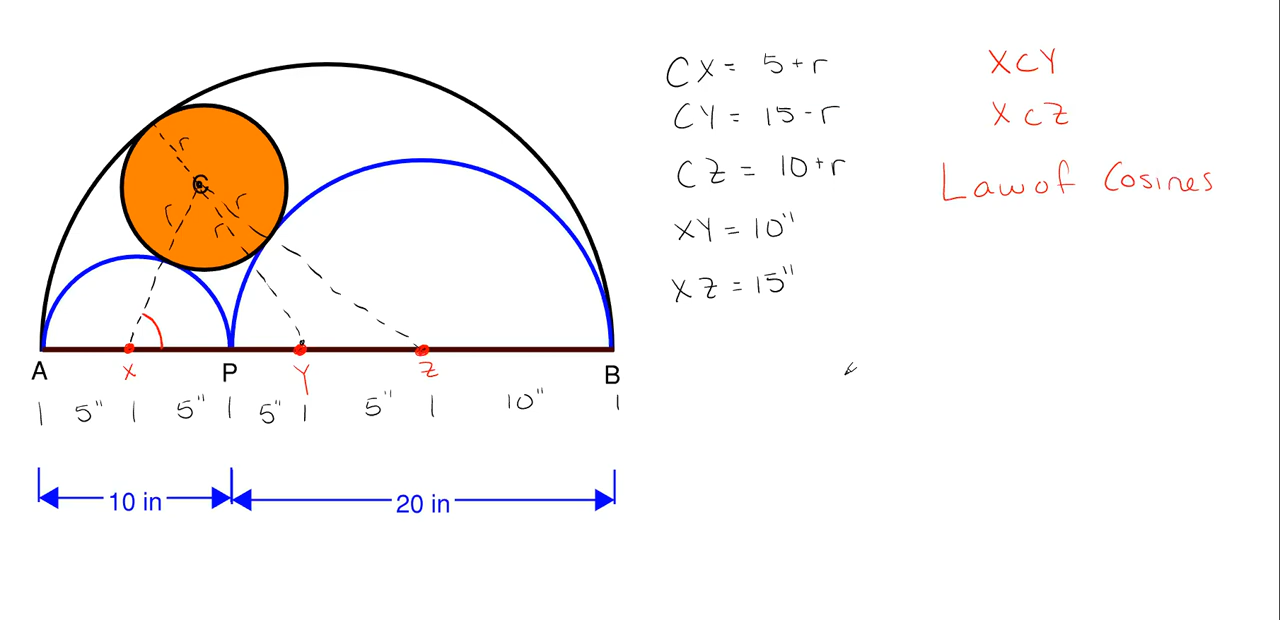 CX = 5 + r
CY = 15 - r
CZ = 10 + r
XY = 10"
XZ = 15"
XCY
XCZ
Law of Cosines
r
C
r
r
r
A
X
P
Y
Z
B
5"
5"
5"
5"
10"
10 in
20 in